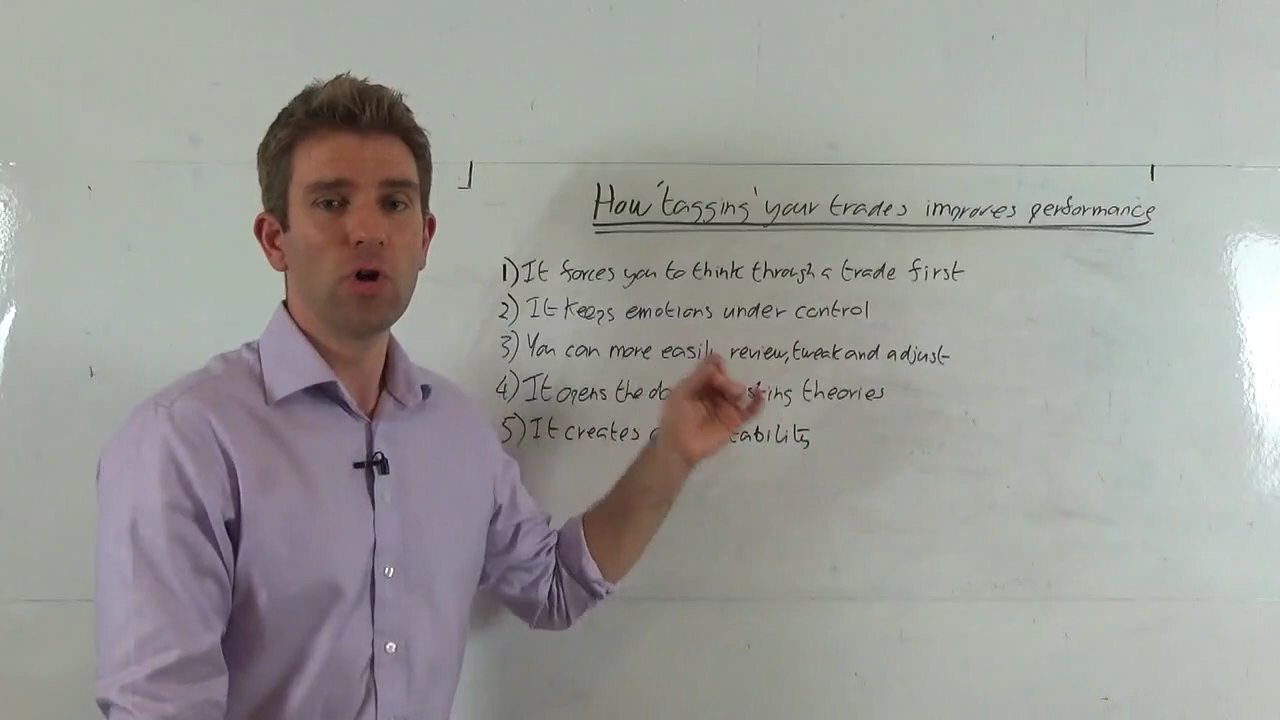 How 'tagging' your trades improves performance
1) It forces you to think through a trade first
2) It keeps emotions under control
3) You can more easily review, tweak and adjust
4) It opens the theories
5) It creates